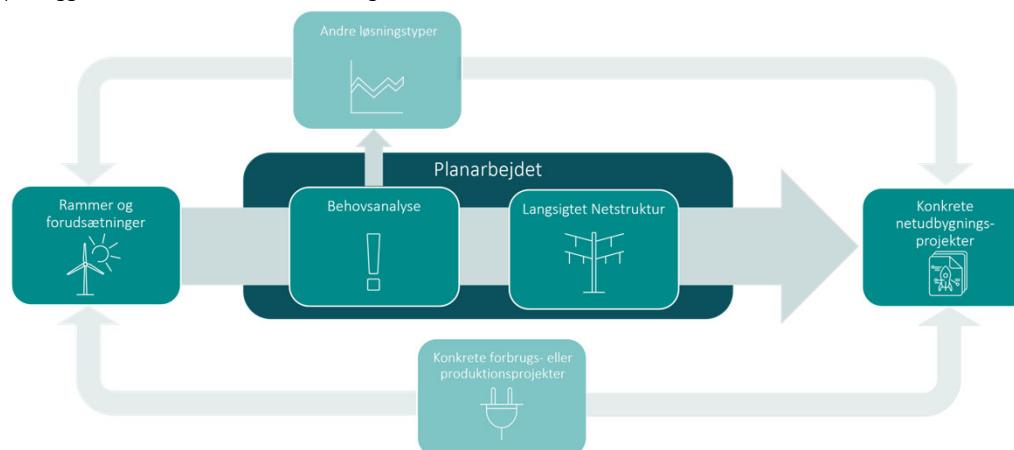 Andre løsningstyper
Planarbejdet
Rammer og
forudsætninger
Behovsanalyse
Langsigtet Netstruktur
Konkrete
netudbygnings-
projekter
Konkrete forbrugs- eller
produktionsprojekter